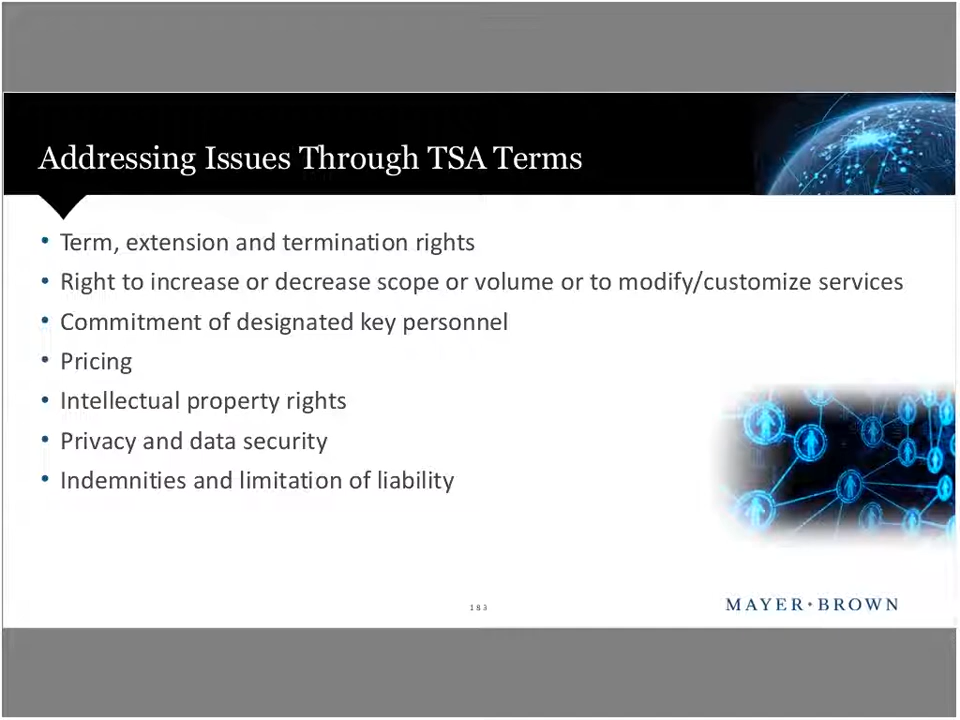 Addressing Issues Through TSA Terms
• Term, extension and termination rights
• Right to increase or decrease scope or volume or to modify/customize services
• Commitment of designated key personnel
• Pricing
• Intellectual property rights
• Privacy and data security
• Indemnities and limitation of liability
183
MAYER•BROWN